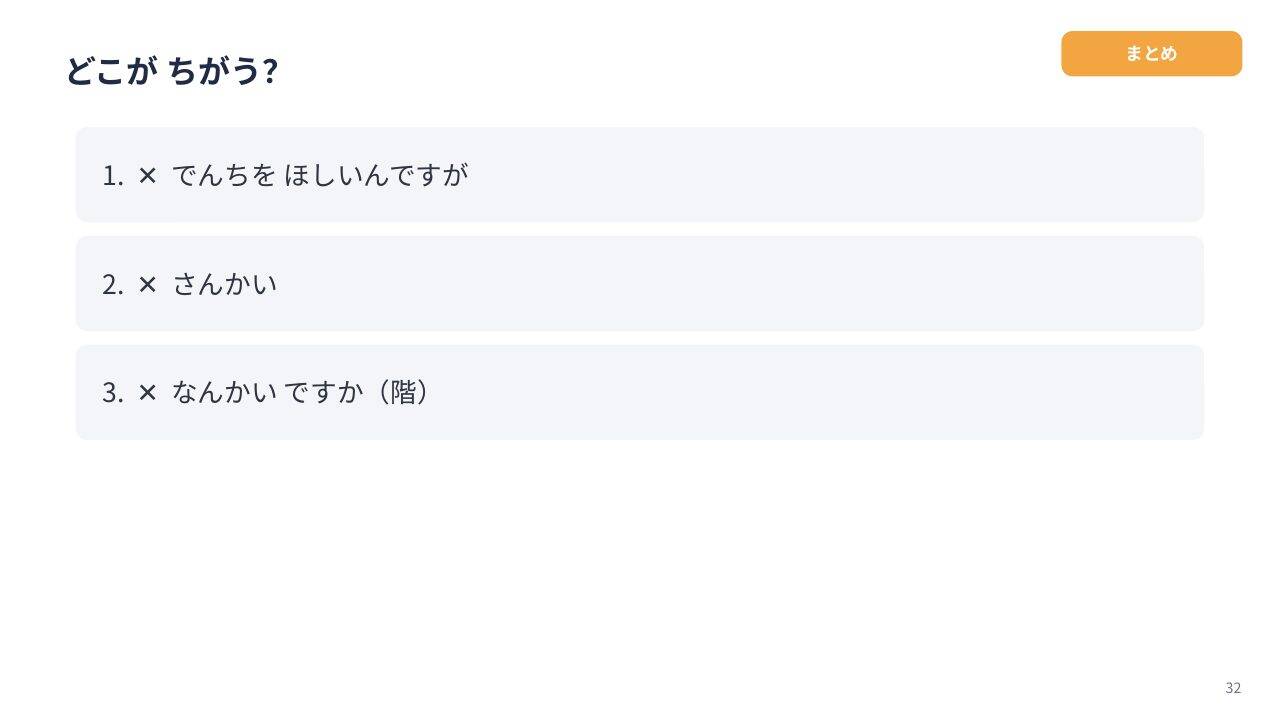 どこが ちがう?
まとめ
1. ✕ でんちを ほしいんですが
2. ✕ さんかい
3. ✕ なんかい ですか（階）
32